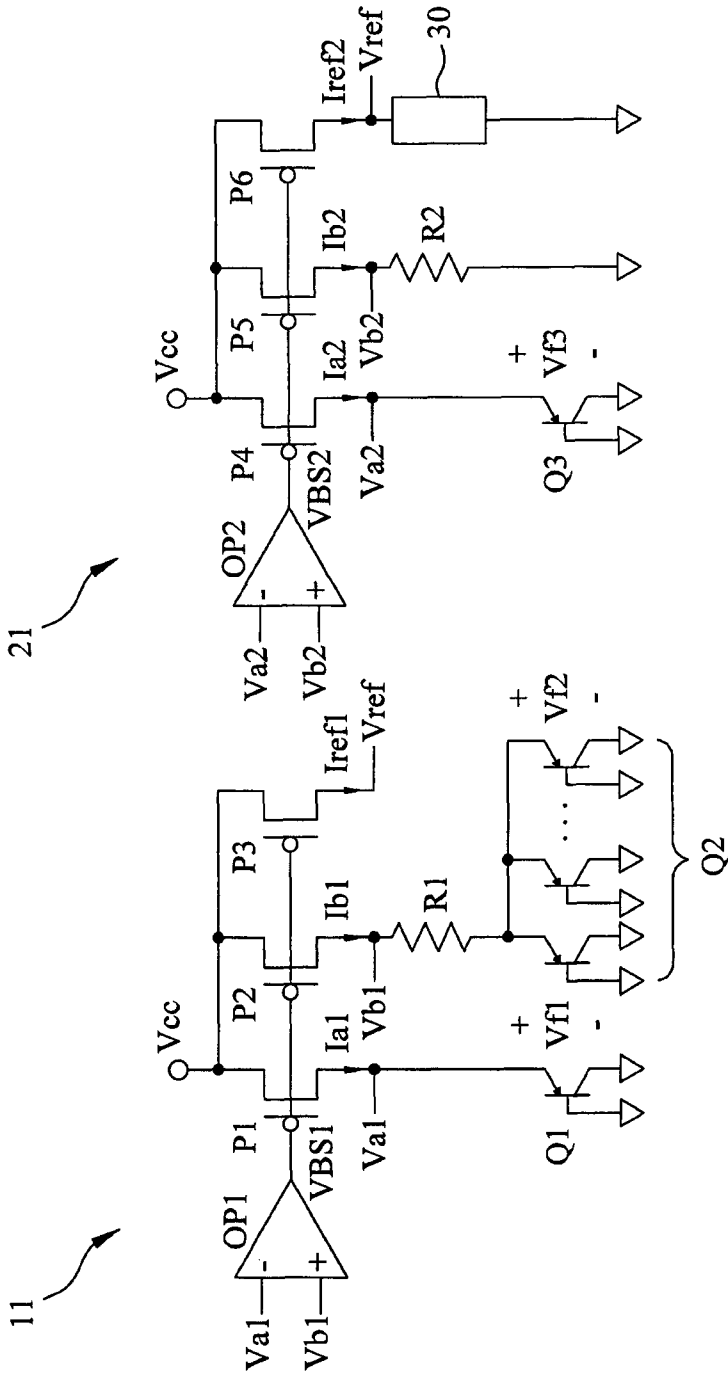 11
21
Vcc
P1
P2
P3
OP1
-
+
Va1
Vb1
VBS1
Ia1
Ib1
Iref1
Vref
Va1
Vb1
R1
+
Vf1
-
+
Vf2
-
....
Q1
Q2
Vcc
P4
P5
P6
OP2
-
+
Va2
Vb2
VBS2
Ia2
Ib2
Iref2
Vref
Va2
Vb2
R2
30
+
Vf3
-
Q3